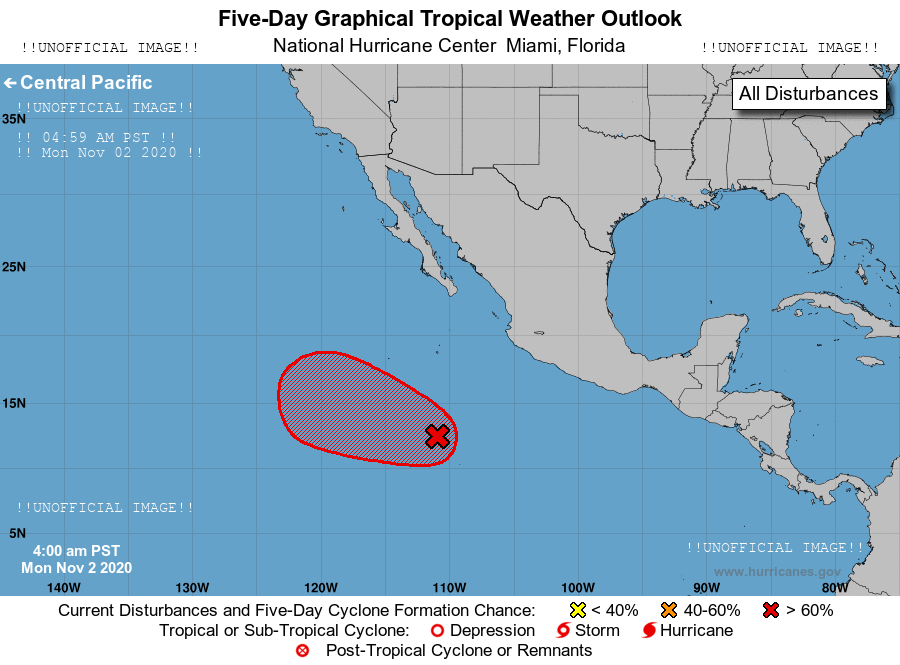 Five-Day Graphical Tropical Weather Outlook
!!UNOFFICIAL IMAGE!! National Hurricane Center Miami, Florida !!UNOFFICIAL IMAGE!!
← Central Pacific
All Disturbances
!!UNOFFICIAL IMAGE!!
35N
!! 04:59 AM PST !!
!! Mon Nov 02 2020 !!
25N
15N
!!UNOFFICIAL IMAGE!!
5N
4:00 am PST
Mon Nov 2 2020
!!UNOFFICIAL IMAGE!!
www.hurricanes.gov
140W 130W 120W 110W 100W 90W 80W
Current Disturbances and Five-Day Cyclone Formation Chance: < 40% 40-60% > 60%
Tropical or Sub-Tropical Cyclone: Depression Storm Hurricane
Post-Tropical Cyclone or Remnants